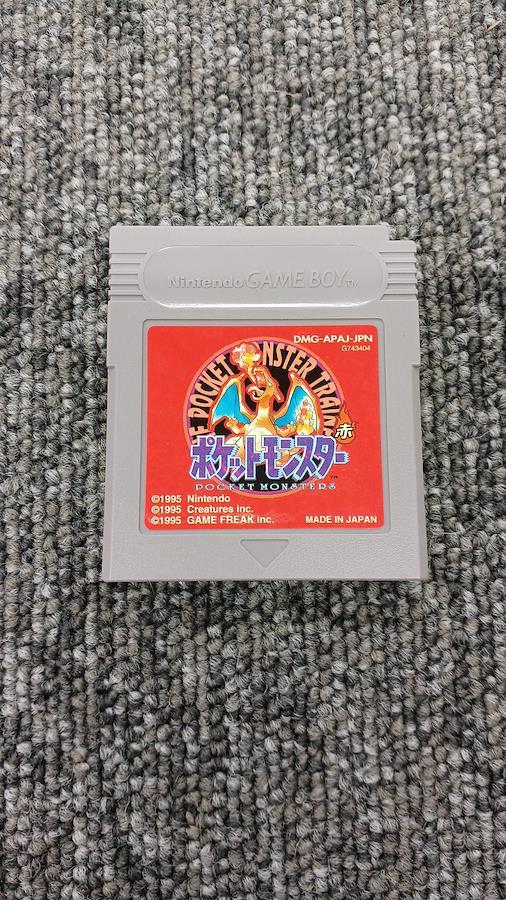 Nintendo GAME BOY TM
DMG-APAJ-JPN
G743404
POCKET MONSTER
赤
ポケットモンスター
POCKET MONSTERS
©1995 Nintendo
©1995 Creatures inc.
©1995 GAME FREAK inc. MADE IN JAPAN